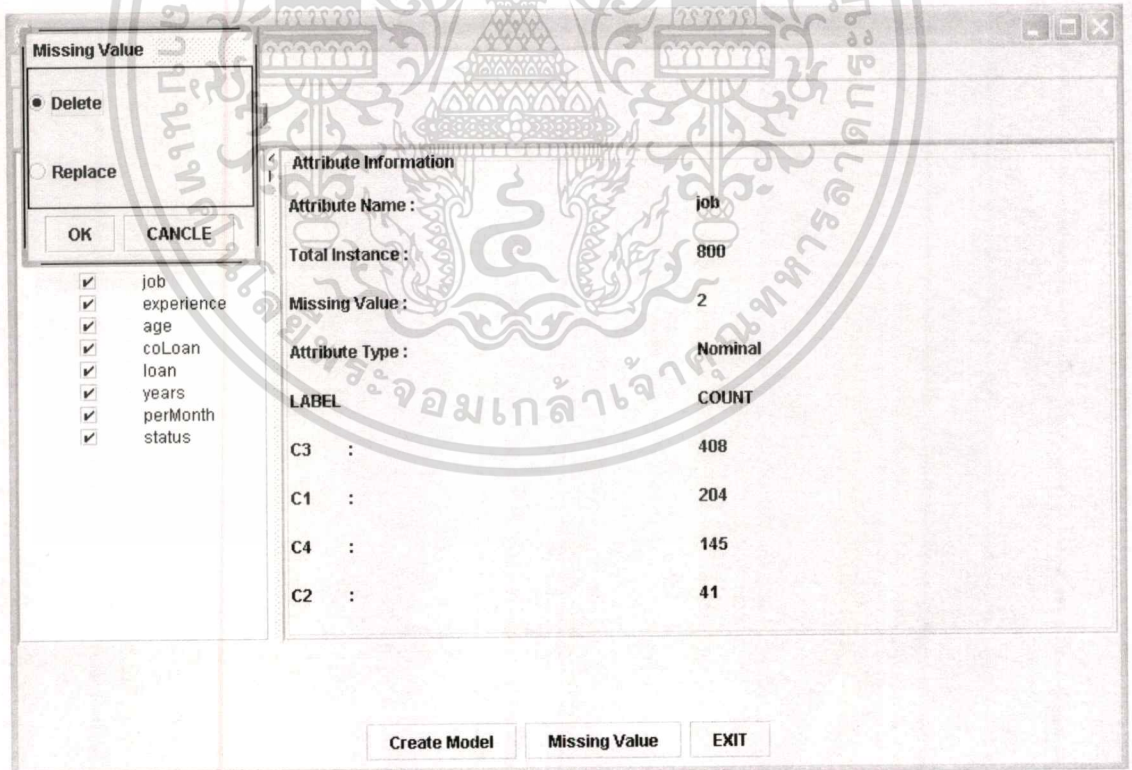 Missing Value
Delete
Replace
OK CANCLE
job
experience
age
coLoan
loan
years
perMonth
status
Attribute Information
Attribute Name : job
Total Instance : 800
Missing Value : 2
Attribute Type : Nominal
LABEL COUNT
C3 : 408
C1 : 204
C4 : 145
C2 : 41
Create Model Missing Value EXIT